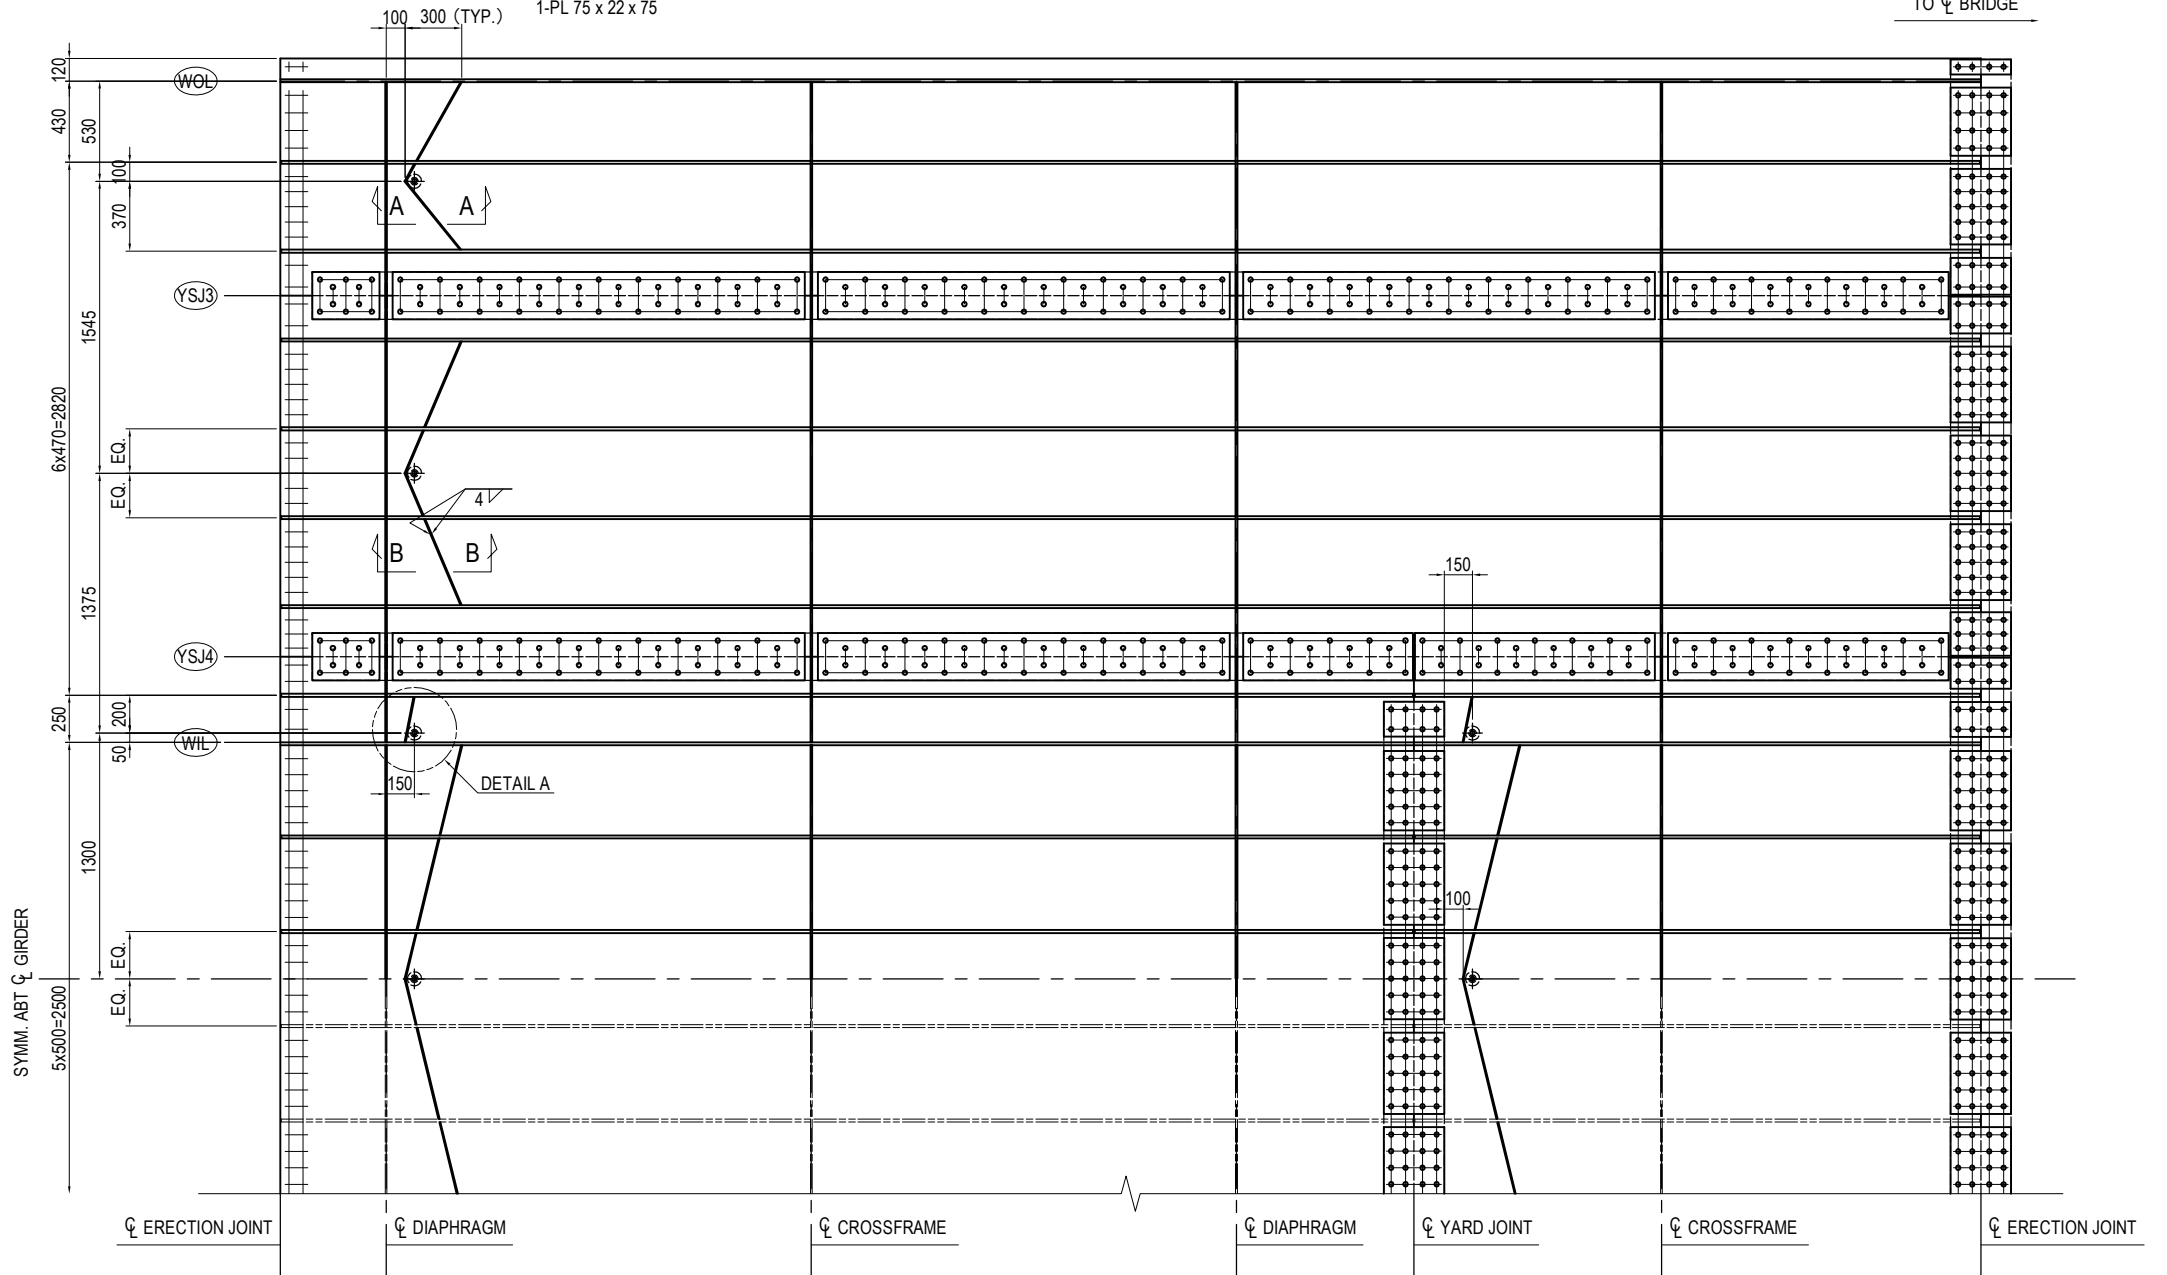 1-PL 75 x 22 x 75
TO ℄ BRIDGE
100 300 (TYP.)
120
WOL
430
530
100
370
A A
YSJ3
1545
6x470=2820
EQ.
EQ.
4
B B
1375
150
YSJ4
250
200
50
WIL
150
DETAIL A
1300
100
SYMM. ABT ℄ GIRDER
EQ.
EQ.
5x500=2500
℄ ERECTION JOINT
℄ DIAPHRAGM
℄ CROSSFRAME
℄ DIAPHRAGM
℄ YARD JOINT
℄ CROSSFRAME
℄ ERECTION JOINT